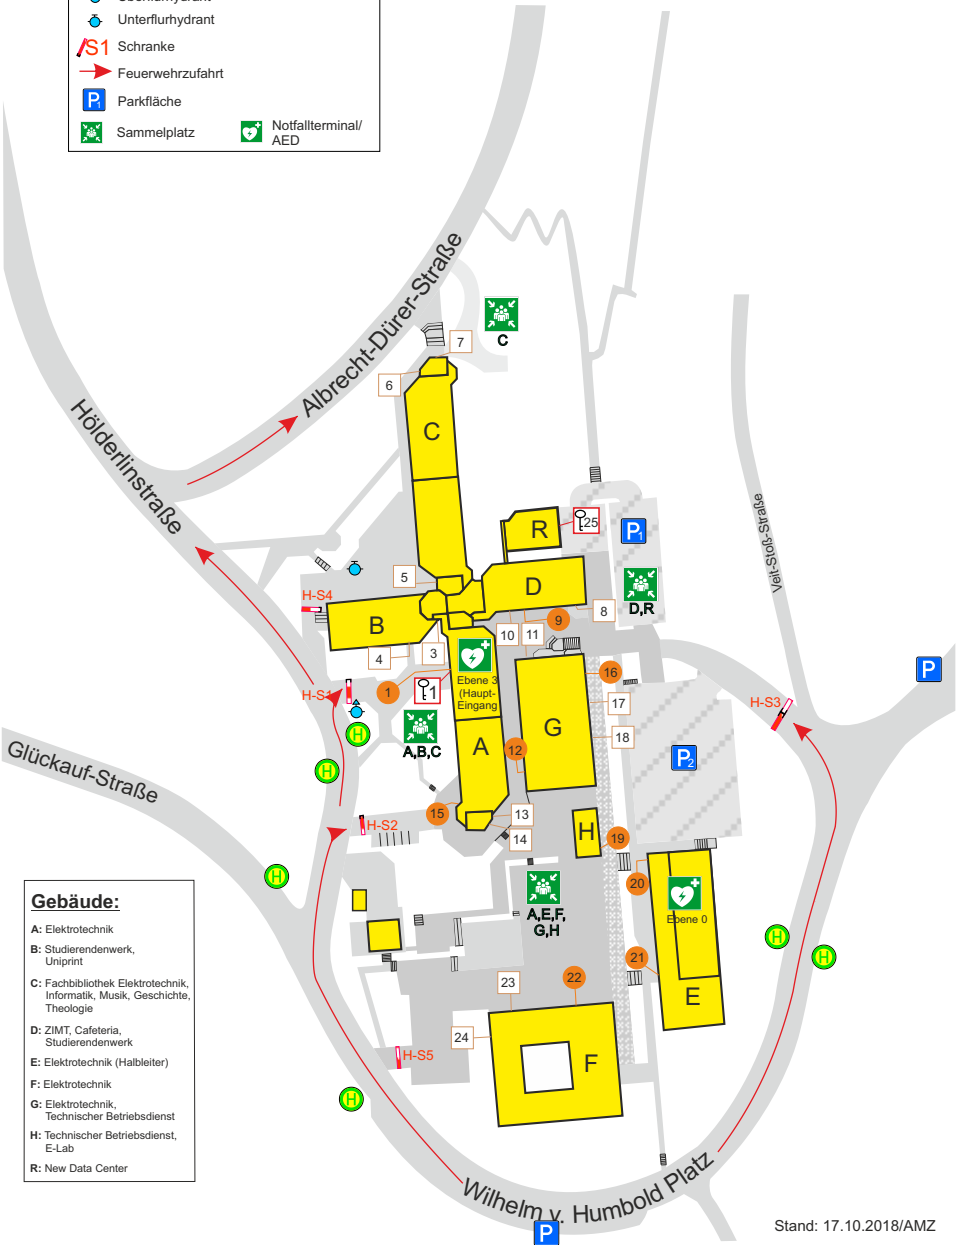 Oberflurhydrant
Unterflurhydrant
S1 Schranke
Feuerwehrzufahrt
P1 Parkfläche
Sammelplatz
Notfallterminal/
AED
Albrecht-Dürer-Straße
Hölderlinstraße
Veit-Stoß-Straße
Glückauf-Straße
Wilhelm v. Humbold Platz
C
7
6
C
R
25
P1
5
D
D,R
H-S4
8
B
9
10
11
4
3
Ebene 3
(Haupt-
Eingang
1
1
H-S1
16
17
P
H-S3
H
A,B,C
A
G
18
12
P2
H
15
H-S2
13
14
H
19
H
A,E,F,
G,H
20
Ebene 0
H
H
21
E
23
22
24
H-S5
F
H
P
Gebäude:
A: Elektrotechnik
B: Studierendenwerk,
Uniprint
C: Fachbibliothek Elektrotechnik,
Informatik, Musik, Geschichte,
Theologie
D: ZIMT, Cafeteria,
Studierendenwerk
E: Elektrotechnik (Halbleiter)
F: Elektrotechnik
G: Elektrotechnik,
Technischer Betriebsdienst
H: Technischer Betriebsdienst,
E-Lab
R: New Data Center
Stand: 17.10.2018/AMZ